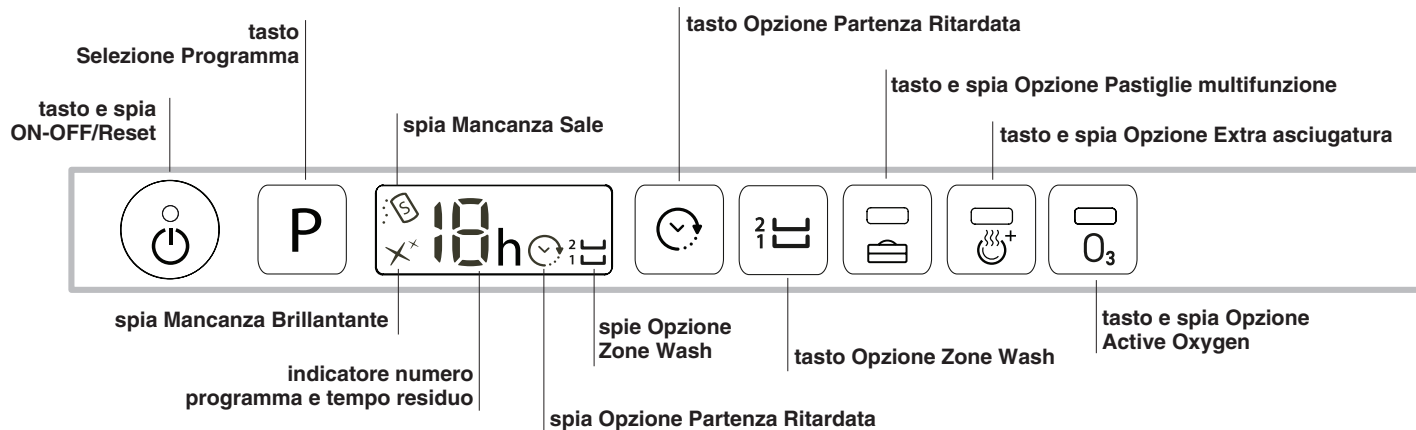 tasto
Selezione Programma
tasto e spia
ON-OFF/Reset
spia Mancanza Sale
tasto Opzione Partenza Ritardata
tasto e spia Opzione Pastiglie multifunzione
tasto e spia Opzione Extra asciugatura
P
S
18h
2
1
2
1
+
O3
spia Mancanza Brillantante
indicatore numero
programma e tempo residuo
spia Opzione Partenza Ritardata
spie Opzione
Zone Wash
tasto Opzione Zone Wash
tasto e spia Opzione
Active Oxygen